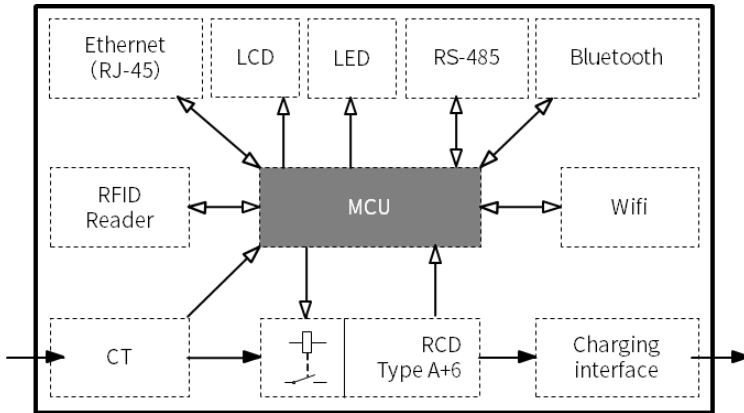 Ethernet
（RJ-45）
LCD
LED
RS-485
Bluetooth
RFID
Reader
MCU
Wifi
CT
RCD
Type A+6
Charging
interface